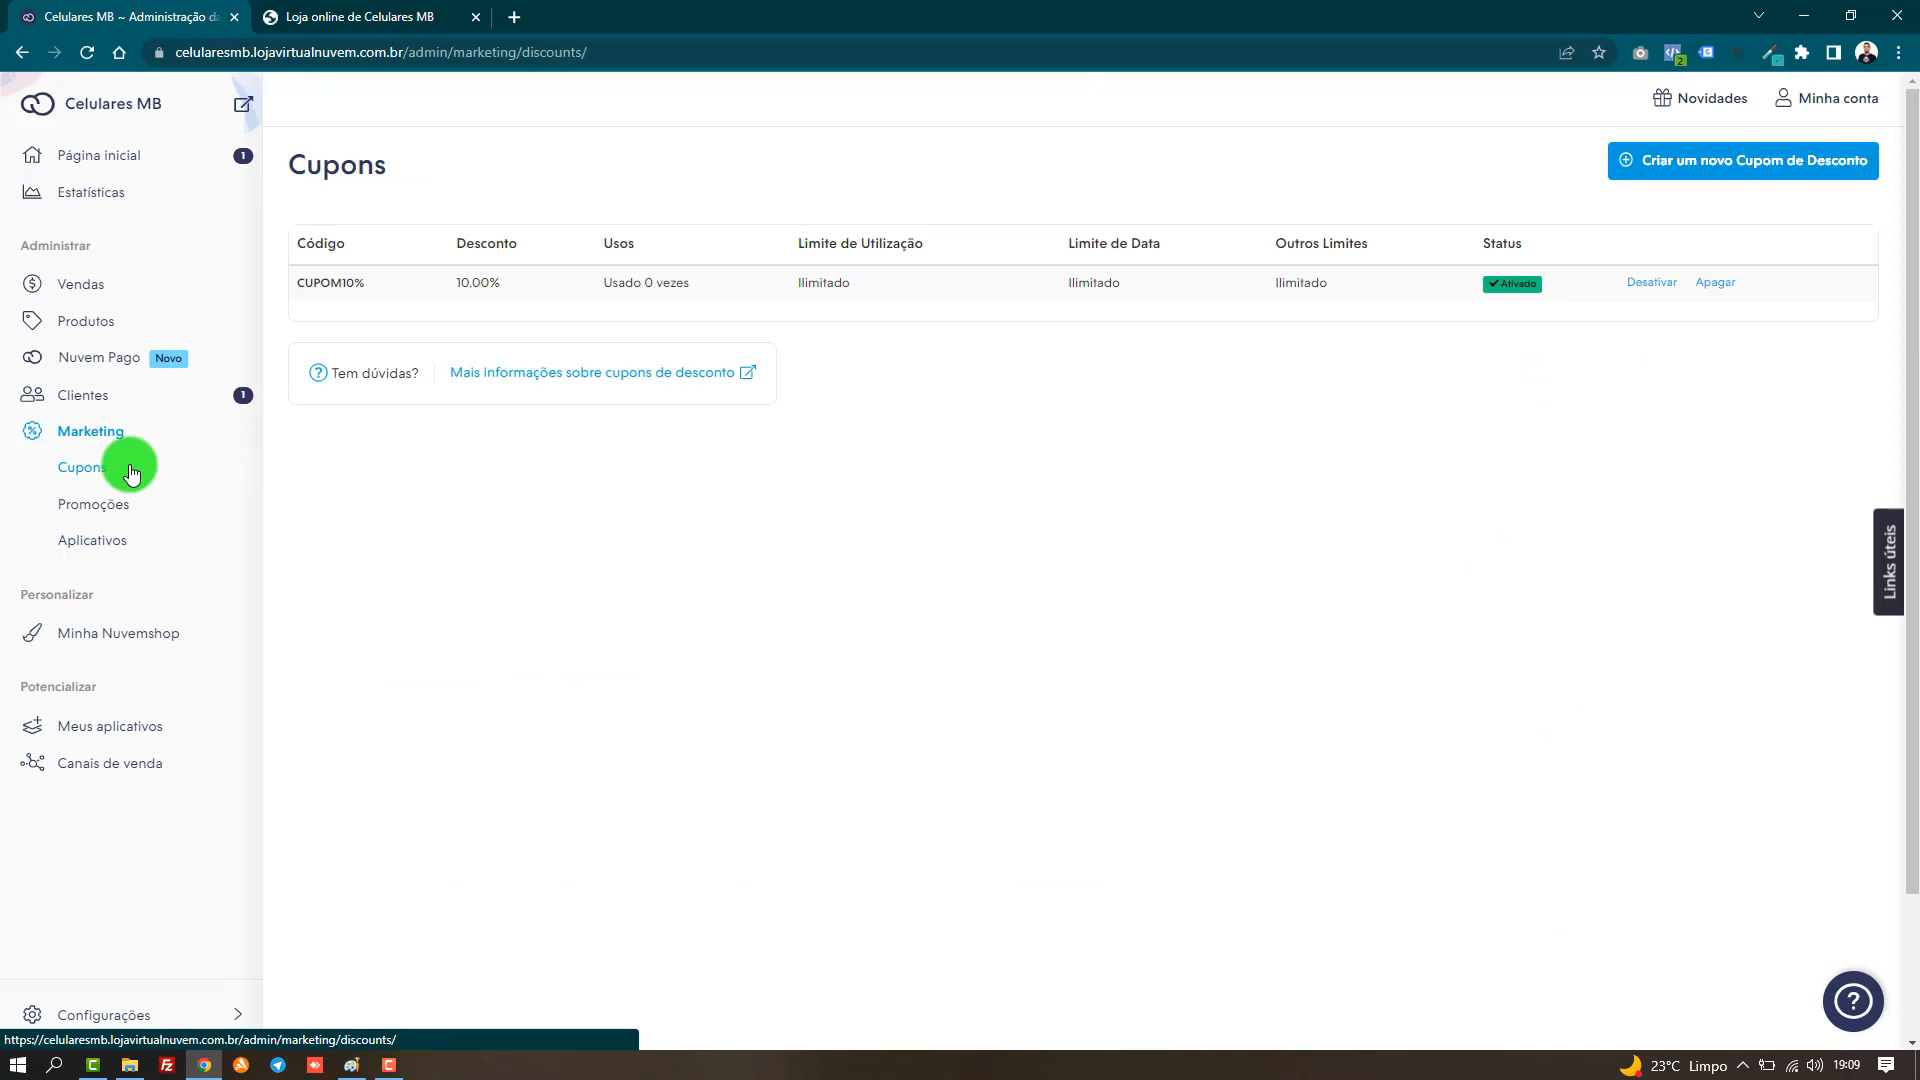 Celulares MB ~ Administração da
Loja online de Celulares MB
celularesmb.lojavirtualnuvem.com.br/admin/marketing/discounts/
2
Celulares MB
Novidades
Minha conta
Página inicial
1
Estatísticas
Administrar
Vendas
Produtos
Nuvem Pago
Novo
Clientes
1
Marketing
Cupons
Promoções
Aplicativos
Personalizar
Minha Nuvemshop
Potencializar
Meus aplicativos
Canais de venda
Configurações
Cupons
Criar um novo Cupom de Desconto
Código Desconto Usos Limite de Utilização Limite de Data Outros Limites Status
CUPOM10% 10,00% Usado 0 vezes Ilimitado Ilimitado Ilimitado Ativado Desativar Apagar
Tem dúvidas? Mais informações sobre cupons de desconto
Links úteis
https://celularesmb.lojavirtualnuvem.com.br/admin/marketing/discounts/
23°C Limpo 19:09